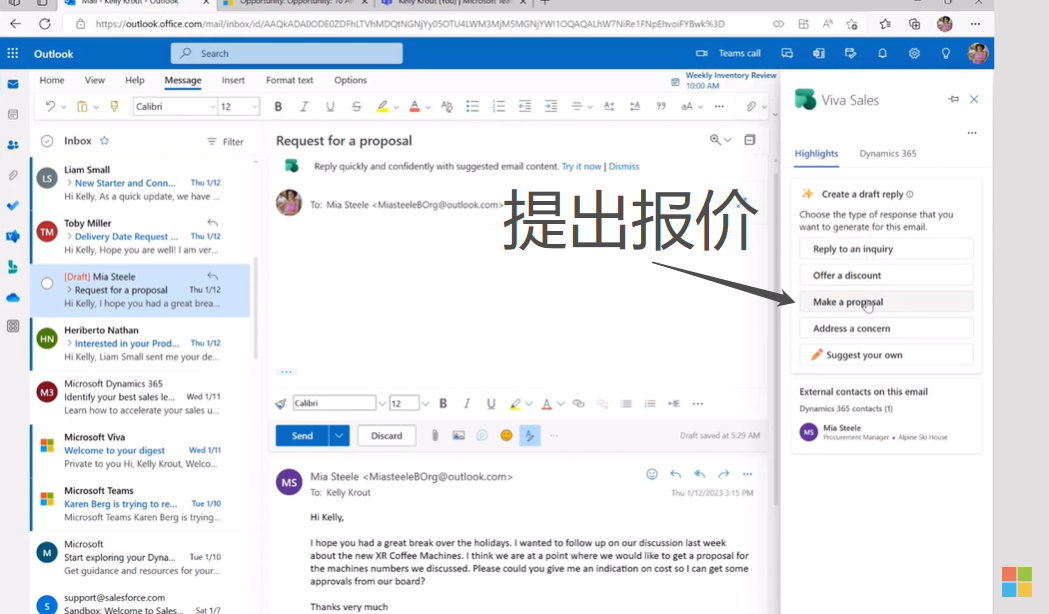 Mail - Kelly Krout - Outlook
Opportunity: Opportunity: To A
Kelly Krout (You) | Microsoft T
https://outlook.office.com/mail/inbox/id/
Outlook
Search
Teams call
Home View Help Message Insert Format text Options
Weekly Inventory Review
10:00 AM
Calibri 12
Inbox
Filter
LS
Liam Small
New Starter and Conn... Thu 1/12
Hi Kelly, As a quick update, we have ...
TM
Toby Miller
Delivery Date Request ... Thu 1/12
Hi Kelly, Hope you are well! I am ver...
[Draft] Mia Steele
Request for a proposal Thu 1/12
Hi Kelly, I hope you had a great brea...
HN
Heriberto Nathan
Interested in your Prod... Thu 1/12
Hi Kelly, Liam Small sent me your de...
M3
Microsoft Dynamics 365
Identify your best sales le... Wed 1/11
Learn how to accelerate your sales u...
Microsoft Viva
Welcome to your digest Wed 1/11
Private to you Hi, Kelly Krout, Welco...
Microsoft Teams
Karen Berg is trying to re... Tue 1/10
Microsoft Teams Karen Berg is trying...
M
Microsoft
Start exploring your Dyna... Tue 1/10
Get guidance and resources for your...
S
support@salesforce.com
Sandbox: Welcome to Sales... Sat 1/7
Request for a proposal
Reply quickly and confidently with suggested email content. Try it now | Dismiss
To: Mia Steele <MiasteeleBOrg@outlook.com>
提出报价
Calibri 12
Send
Discard
Draft saved at 5:29 AM
MS
Mia Steele <MiasteeleBOrg@outlook.com>
To: Kelly Krout
Thu 1/12/2023 3:15 PM
Hi Kelly,
I hope you had a great break over the holidays. I wanted to follow up on our discussion last week
about the new XR Coffee Machines. I think we are at a point where we would like to get a proposal for
the machines numbers we discussed. Please could you give me an indication on cost so I can get some
approvals from our board?
Thanks very much
Viva Sales
Highlights
Dynamics 365
Create a draft reply
Choose the type of response that you
want to generate for this email.
Reply to an inquiry
Offer a discount
Make a proposal
Address a concern
Suggest your own
External contacts on this email
Dynamics 365 contacts (1)
MS
Mia Steele
Procurement Manager • Alpine Ski House